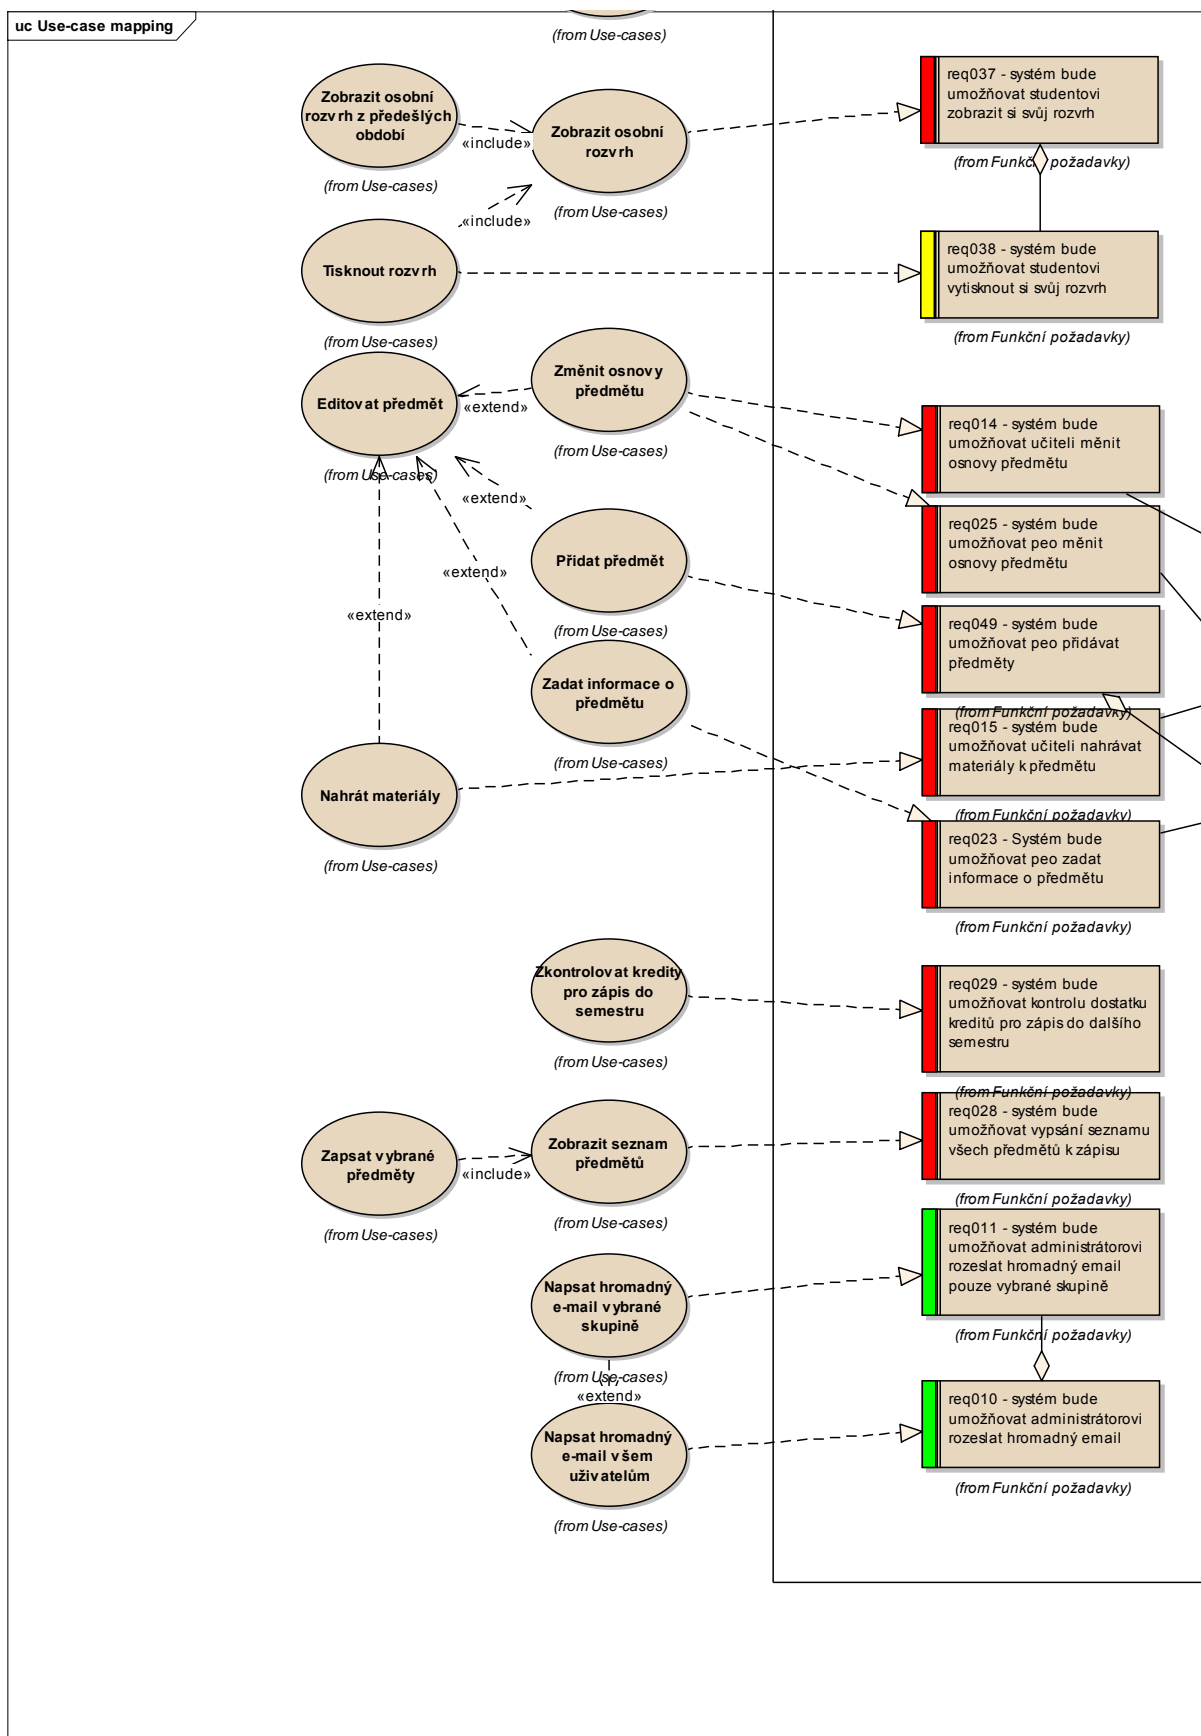 uc Use-case mapping
(from Use-cases)
Zobrazit osobní
rozvrh z předešlých
období
(from Use-cases)
«include»
Zobrazit osobní
rozvrh
(from Use-cases)
req037 - systém bude
umožňovat studentovi
zobrazit si svůj rozvrh
(from Funkční požadavky)
«include»
Tisknout rozvrh
(from Use-cases)
req038 - systém bude
umožňovat studentovi
vytisknout si svůj rozvrh
(from Funkční požadavky)
Editovat předmět
(from Use-cases)
«extend»
Změnit osnovy
předmětu
(from Use-cases)
req014 - systém bude
umožňovat učiteli měnit
osnovy předmětu
«extend»
req025 - systém bude
umožňovat peo měnit
osnovy předmětu
Přidat předmět
(from Use-cases)
«extend»
«extend»
req049 - systém bude
umožňovat peo přidávat
předměty
(from Funkční požadavky)
Zadat informace o
předmětu
(from Use-cases)
req015 - systém bude
umožňovat učiteli nahrávat
materiály k předmětu
(from Funkční požadavky)
Nahrát materiály
(from Use-cases)
req023 - Systém bude
umožňovat peo zadat
informace o předmětu
(from Funkční požadavky)
Zkontrolovat kredity
pro zápis do
semestru
(from Use-cases)
req029 - systém bude
umožňovat kontrolu dostatku
kreditů pro zápis do dalšího
semestru
(from Funkční požadavky)
Zapsat vybrané
předměty
(from Use-cases)
«include»
Zobrazit seznam
předmětů
(from Use-cases)
req028 - systém bude
umožňovat vypsání seznamu
všech předmětů k zápisu
(from Funkční požadavky)
Napsat hromadný
e-mail vybrané
skupině
(from Use-cases)
req011 - systém bude
umožňovat administrátorovi
rozeslat hromadný email
pouze vybrané skupině
(from Funkční požadavky)
«extend»
Napsat hromadný
e-mail všem
uživatelům
(from Use-cases)
req010 - systém bude
umožňovat administrátorovi
rozeslat hromadný email
(from Funkční požadavky)